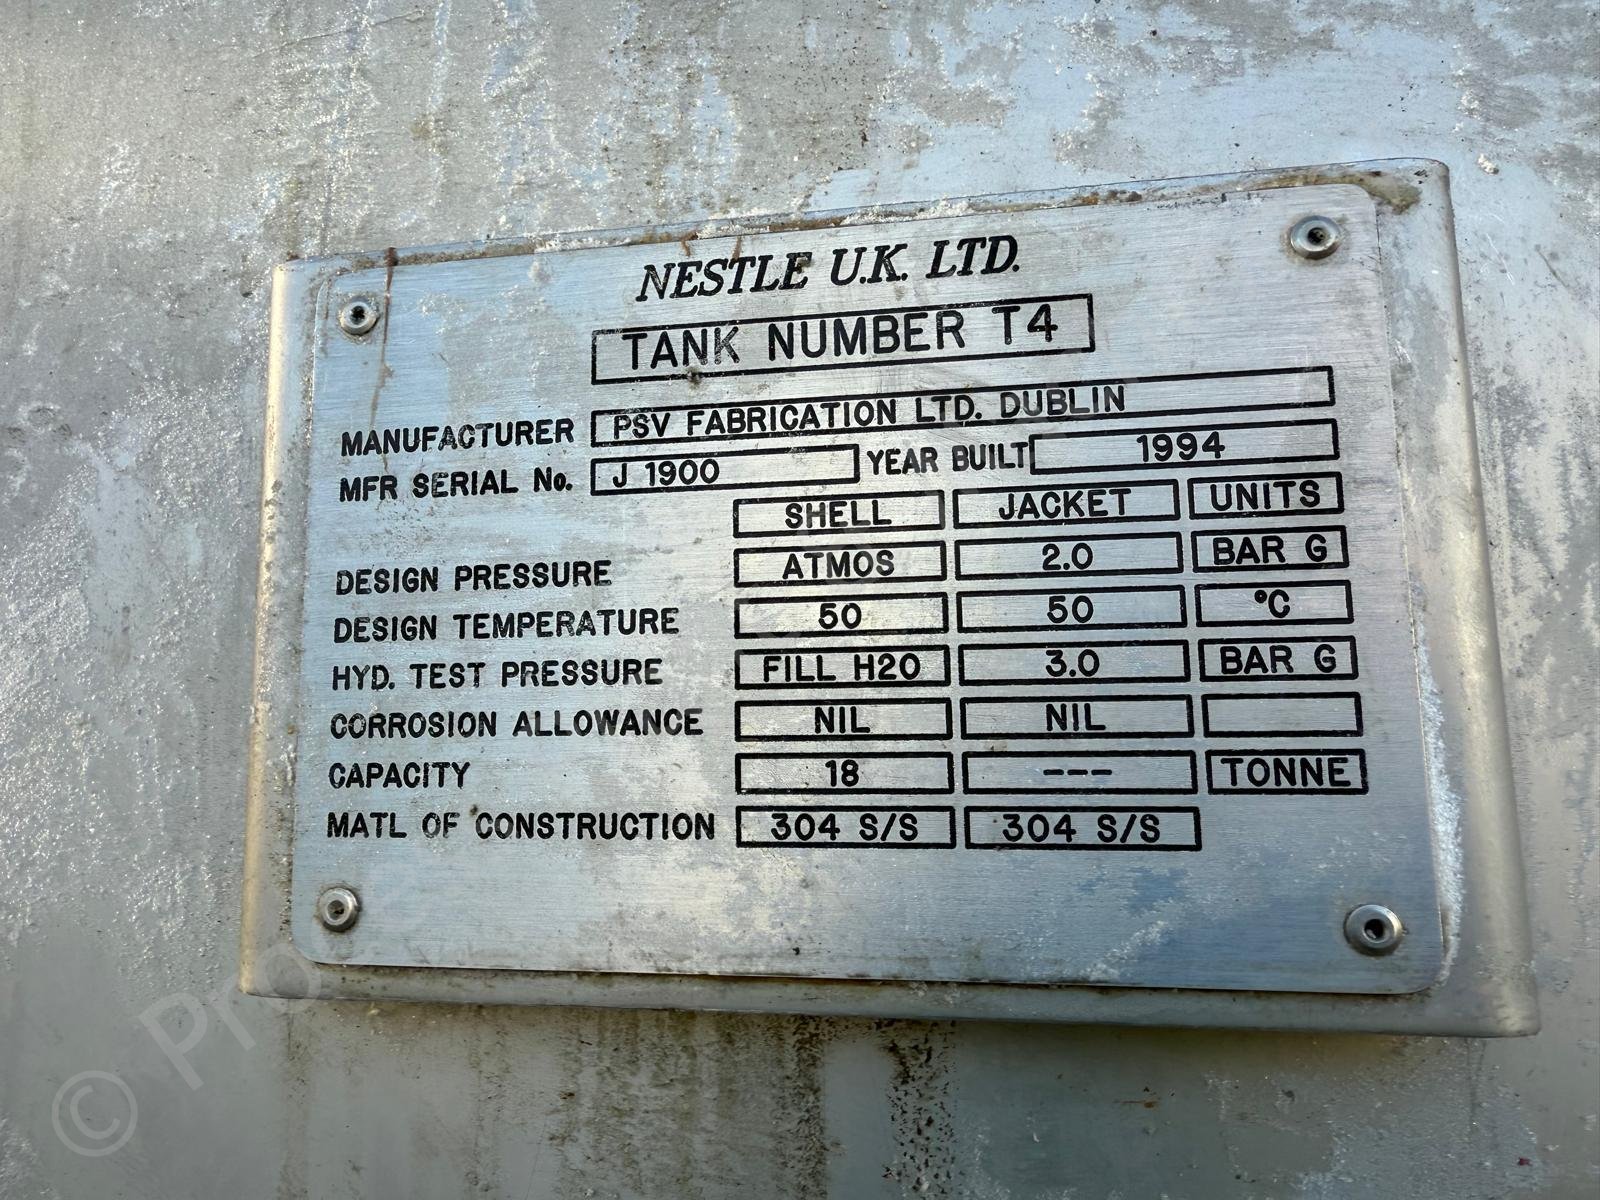 NESTLE U.K. LTD.
TANK NUMBER T4
MANUFACTURER PSV FABRICATION LTD. DUBLIN
MFR SERIAL No. J 1900 YEAR BUILT 1994
SHELL JACKET UNITS
DESIGN PRESSURE ATMOS 2.0 BAR G
DESIGN TEMPERATURE 50 50 °C
HYD. TEST PRESSURE FILL H2O 3.0 BAR G
CORROSION ALLOWANCE NIL NIL
CAPACITY 18 --- TONNE
MATL OF CONSTRUCTION 304 S/S 304 S/S